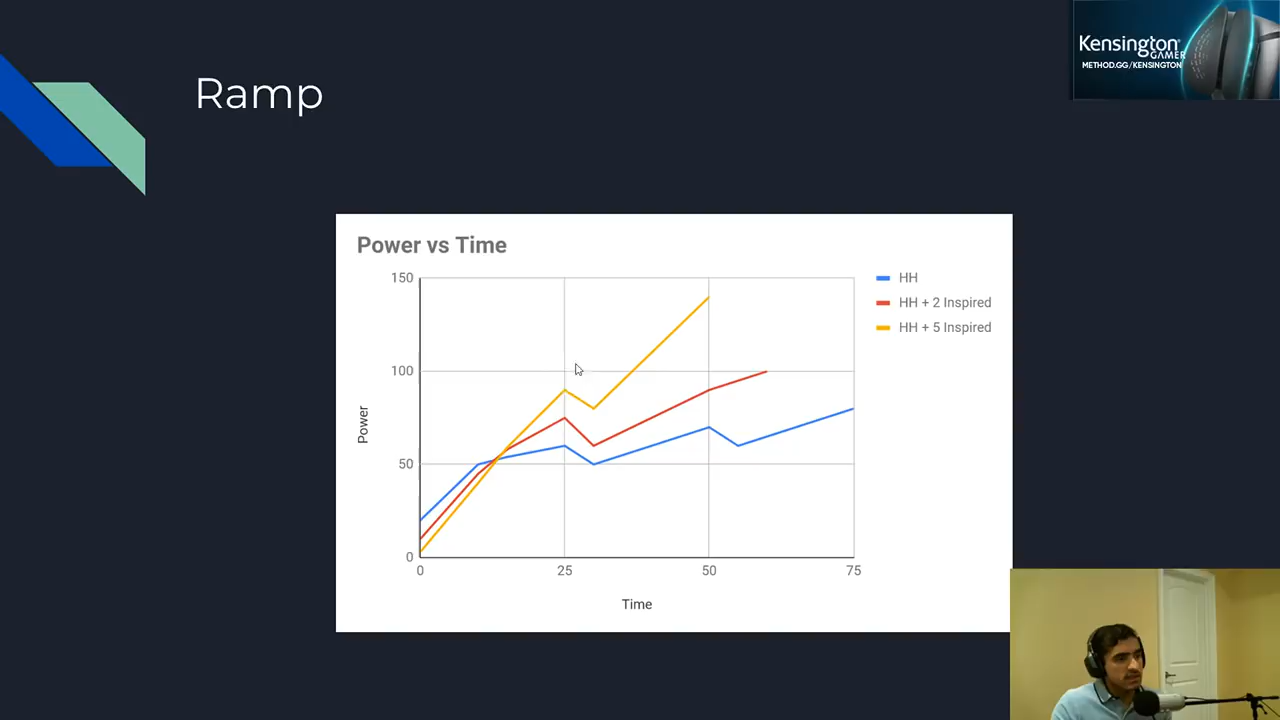 Kensington
GAMER
METHOD.GG/KENSINGTON
Ramp
Power vs Time
150
100
50
0
Power
0
25
50
75
Time
HH
HH + 2 Inspired
HH + 5 Inspired